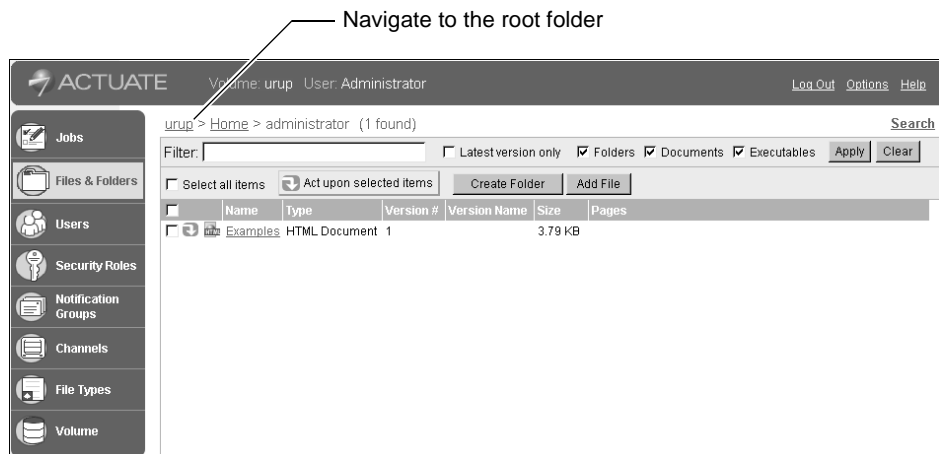 Navigate to the root folder
ACTUATE
Volume: urup User: Administrator
Log Out Options Help
Jobs
Files & Folders
Users
Security Roles
Notification
Groups
Channels
File Types
Volume
urup > Home > administrator (1 found)
Search
Filter:
Latest version only Folders Documents Executables Apply Clear
Select all items Act upon selected items Create Folder Add File
Name Type Version # Version Name Size Pages
Examples HTML Document 1 3.79 KB